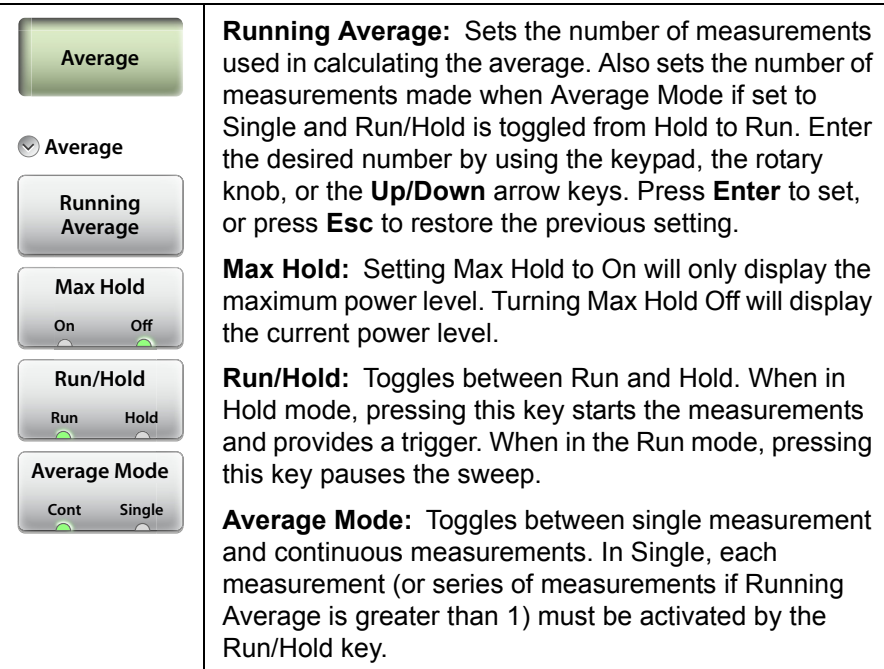 Average
Average
Running
Average
Max Hold
On Off
Run/Hold
Run Hold
Average Mode
Cont Single
Running Average: Sets the number of measurements
used in calculating the average. Also sets the number of
measurements made when Average Mode if set to
Single and Run/Hold is toggled from Hold to Run. Enter
the desired number by using the keypad, the rotary
knob, or the Up/Down arrow keys. Press Enter to set,
or press Esc to restore the previous setting.
Max Hold: Setting Max Hold to On will only display the
maximum power level. Turning Max Hold Off will display
the current power level.
Run/Hold: Toggles between Run and Hold. When in
Hold mode, pressing this key starts the measurements
and provides a trigger. When in the Run mode, pressing
this key pauses the sweep.
Average Mode: Toggles between single measurement
and continuous measurements. In Single, each
measurement (or series of measurements if Running
Average is greater than 1) must be activated by the
Run/Hold key.